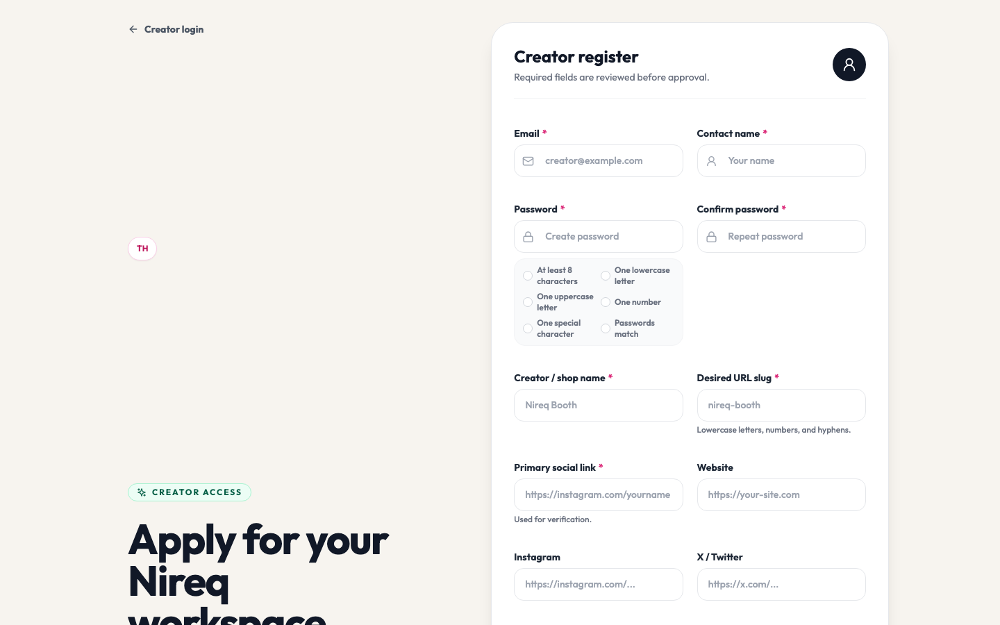 Creator login
TH
CREATOR ACCESS
Apply for your
Nireq
workspace
Creator register
Required fields are reviewed before approval.
Email *
Contact name *
creator@example.com
Your name
Password *
Confirm password *
Create password
Repeat password
At least 8
characters
One lowercase
letter
One uppercase
letter
One number
One special
character
Passwords
match
Creator / shop name *
Desired URL slug *
Nireq Booth
nireq-booth
Lowercase letters, numbers, and hyphens.
Primary social link *
Website
https://instagram.com/yourname
https://your-site.com
Used for verification.
Instagram
X / Twitter
https://instagram.com/...
https://x.com/...